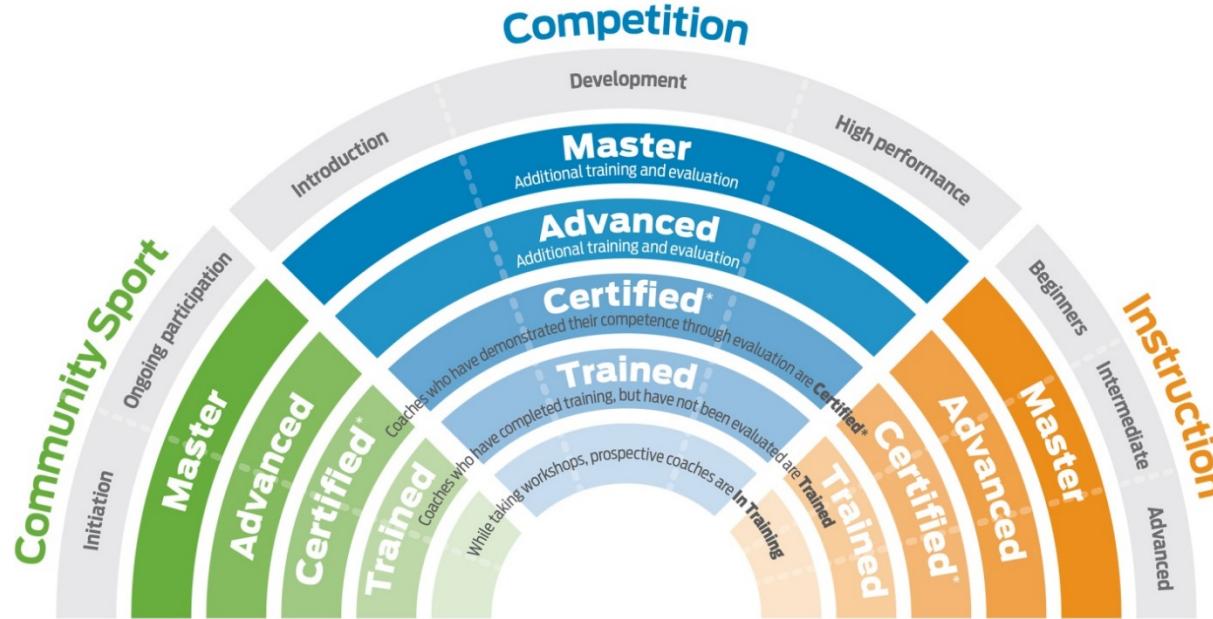 Competition
Introduction
Development
High performance
Master
Additional training and evaluation
Advanced
Additional training and evaluation
Certified*
Coaches who have demonstrated their competence through evaluation are Certified*
Trained
Coaches who have completed training, but have not been evaluated are Trained
While taking workshops, prospective coaches are In Training
Community Sport
Initiation
Ongoing participation
Master
Advanced
Certified*
Trained
Instruction
Beginners
Intermediate
Advanced
Trained
Certified*
Advanced
Master